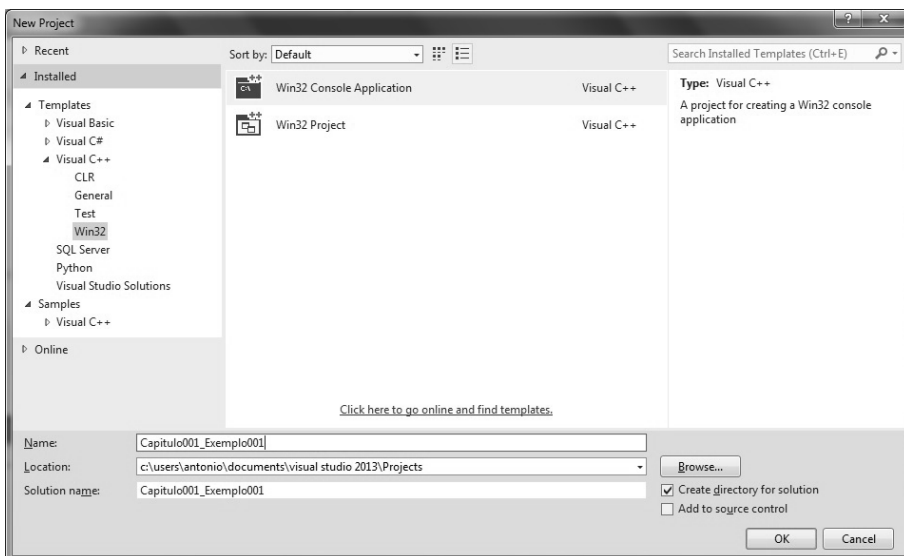 New Project
Recent
Installed
Templates
Visual Basic
Visual C#
Visual C++
CLR
General
Test
Win32
SQL Server
Python
Visual Studio Solutions
Samples
Visual C++
Online
Sort by: Default
Win32 Console Application Visual C++
Win32 Project Visual C++
Click here to go online and find templates.
Search Installed Templates (Ctrl+E)
Type: Visual C++
A project for creating a Win32 console
application
Name: Capitulo001_Exemplo001
Location: c:\users\antonio\documents\visual studio 2013\Projects
Browse...
Solution name: Capitulo001_Exemplo001
Create directory for solution
Add to source control
OK Cancel